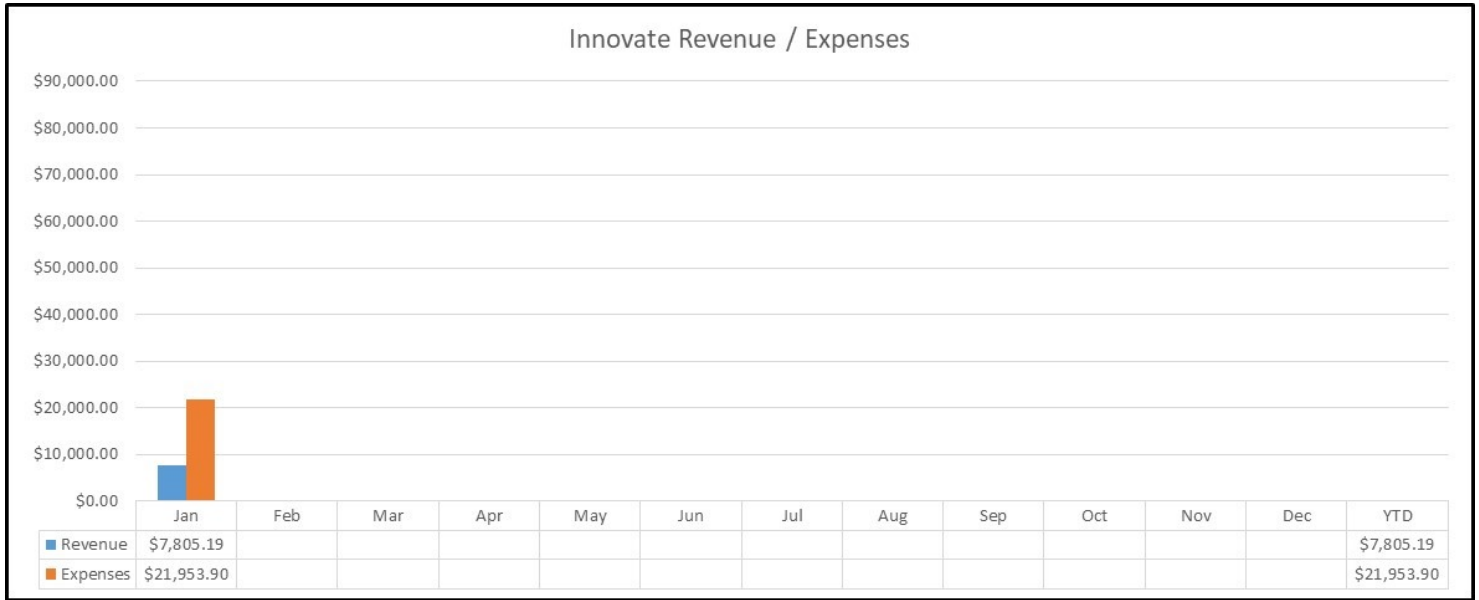 Innovate Revenue / Expenses
$90,000.00
$80,000.00
$70,000.00
$60,000.00
$50,000.00
$40,000.00
$30,000.00
$20,000.00
$10,000.00
$0.00
Jan Feb Mar Apr May Jun Jul Aug Sep Oct Nov Dec YTD
Revenue $7,805.19 $7,805.19
Expenses $21,953.90 $21,953.90